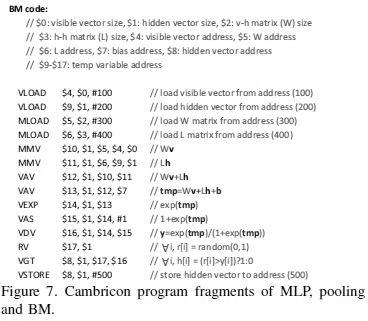 BM code:
// $0: visible vector size, $1: hidden vector size, $2: v-h matrix (W) size
// $3: h-h matrix (L) size, $4: visible vector address, $5: W address
// $6: L address, $7: bias address, $8: hidden vector address
// $9-$17: temp variable address
VLOAD $4, $0, #100 // load visible vector from address (100)
VLOAD $9, $1, #200 // load hidden vector from address (200)
MLOAD $5, $2, #300 // load W matrix from address (300)
MLOAD $6, $3, #400 // load L matrix from address (400)
MMV $10, $1, $5, $4, $0 // Wv
MMV $11, $1, $6, $9, $1 // Lh
VAV $12, $1, $10, $11 // Wv+Lh
VAV $13, $1, $12, $7 // tmp=Wv+Lh+b
VEXP $14, $1, $13 // exp(tmp)
VAS $15, $1, $14, #1 // 1+exp(tmp)
VDV $16, $1, $14, $15 // y=exp(tmp)/(1+exp(tmp))
RV $17, $1 // ∀i, r[i] = random(0,1)
VGT $8, $1, $17, $16 // ∀i, h[i] = (r[i]>y[i])?1:0
VSTORE $8, $1, #500 // store hidden vector to address (500)
Figure 7. Cambricon program fragments of MLP, pooling
and BM.